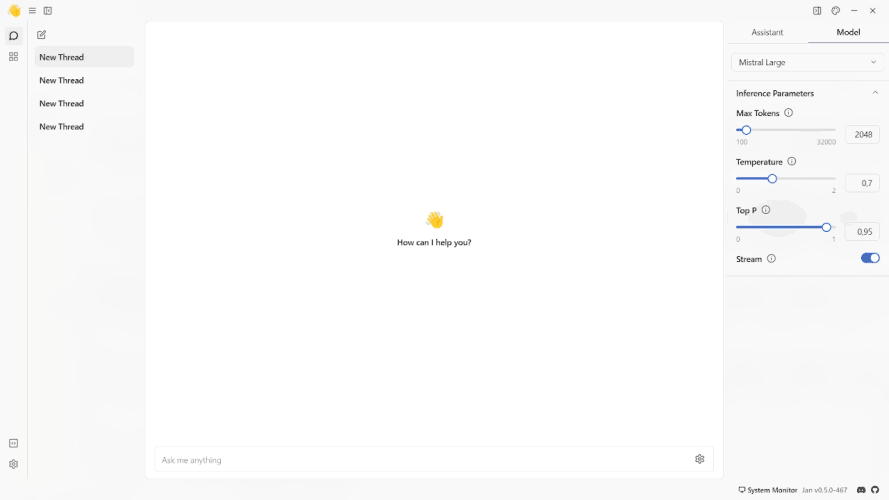 New Thread
New Thread
New Thread
New Thread
How can I help you?
Ask me anything
Assistant
Model
Mistral Large
Inference Parameters
Max Tokens
2048
100
32000
Temperature
0,7
0
2
Top P
0,95
0
1
Stream
System Monitor
Jan v0.5.0-467